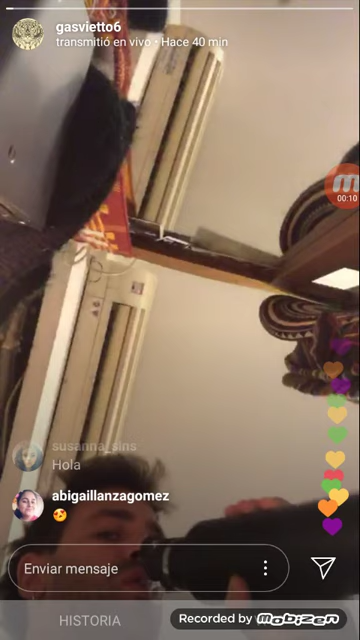 gasvietto6
transmitió en vivo • Hace 40 min
00:10
susanna_sins
Hola
abigaillanzagomez
😍
Enviar mensaje
HISTORIA
Recorded by Mobizen